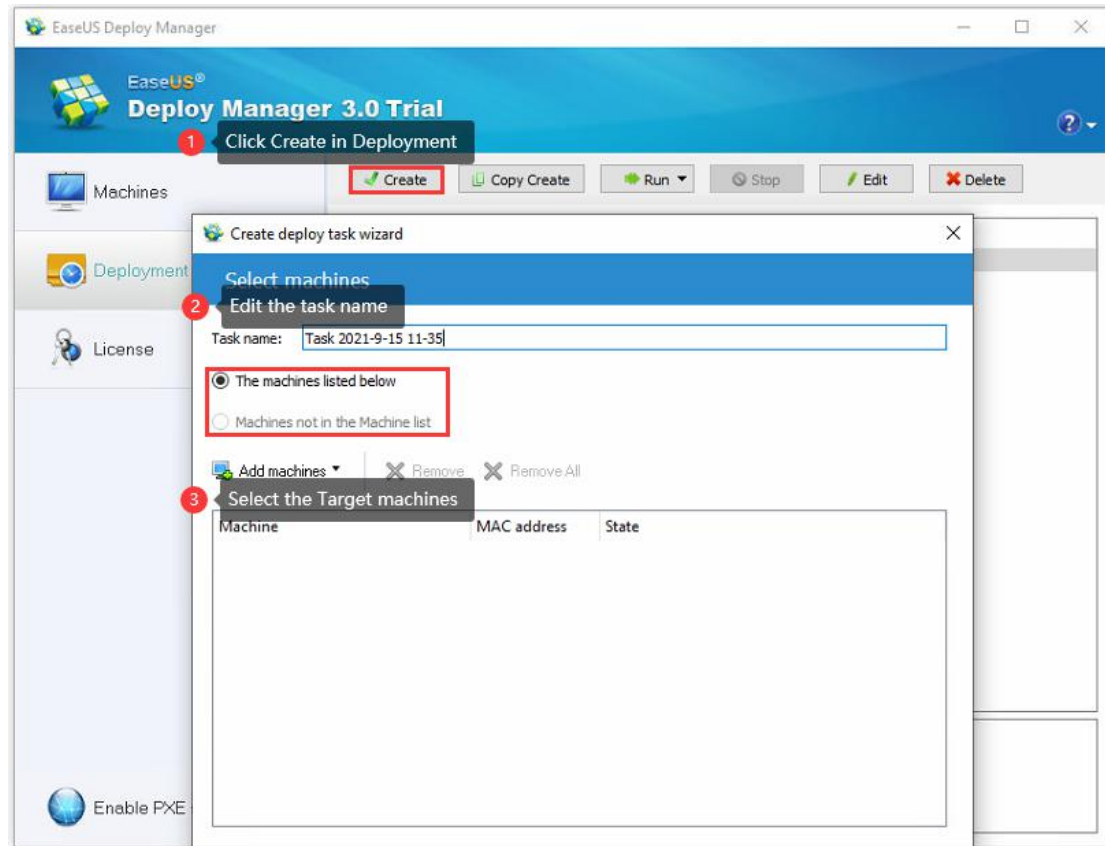 EaseUS Deploy Manager
EaseUS®
Deploy Manager 3.0 Trial
?
1 Click Create in Deployment
Machines
Create Copy Create Run Stop Edit Delete
Create deploy task wizard
Deployment
Select machines
2 Edit the task name
License
Task name: Task 2021-9-15 11-35
The machines listed below
Machines not in the Machine list
Add machines Remove Remove All
3 Select the Target machines
Machine MAC address State
Enable PXE